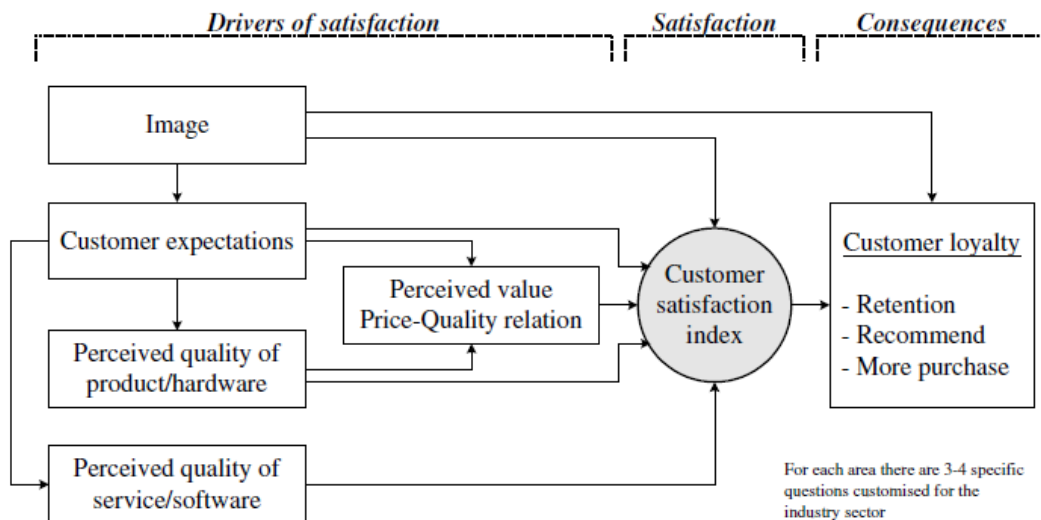 Drivers of satisfaction
Satisfaction
Consequences
Image
Customer expectations
Perceived value
Price-Quality relation
Customer
satisfaction
index
Customer loyalty
- Retention
- Recommend
- More purchase
Perceived quality of
product/hardware
Perceived quality of
service/software
For each area there are 3-4 specific
questions customised for the
industry sector